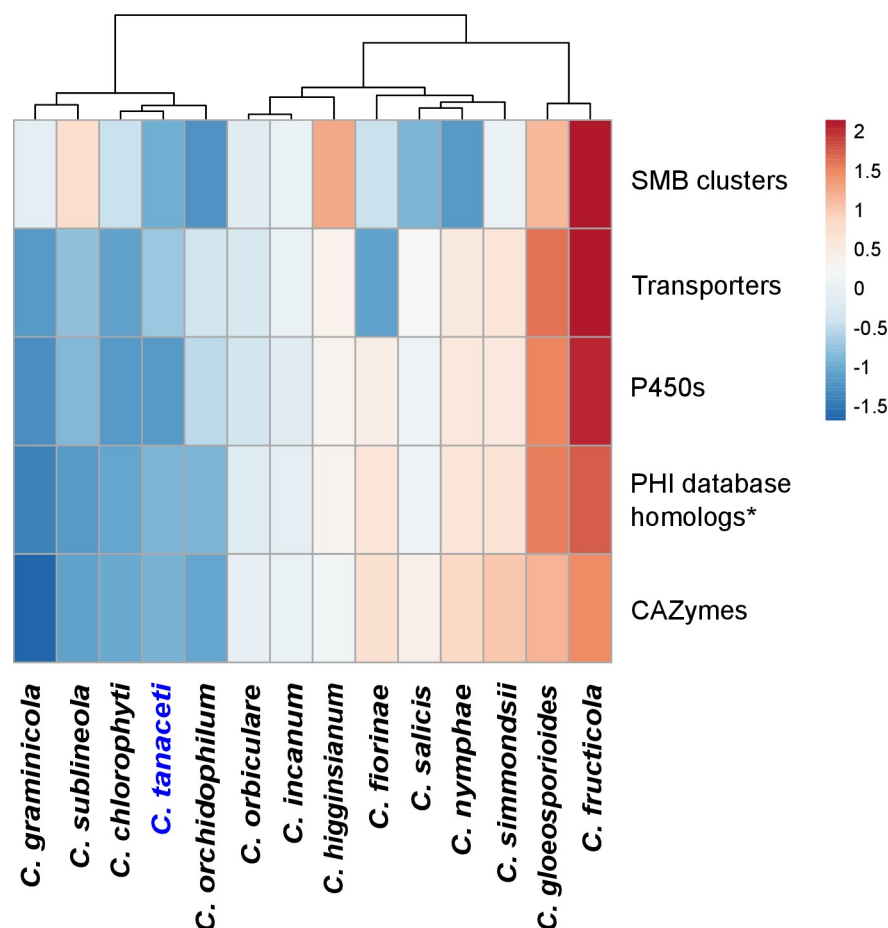 SMB clusters
Transporters
P450s
PHI database
homologs*
CAZymes
2
1.5
1
0.5
0
-0.5
-1
-1.5
C. graminicola
C. sublineola
C. chlorophyti
C. tanaceti
C. orchidophilum
C. orbiculare
C. incanum
C. higginsianum
C. fiorinae
C. salicis
C. nymphae
C. simmondsii
C. gloeosporioides
C. fructicola